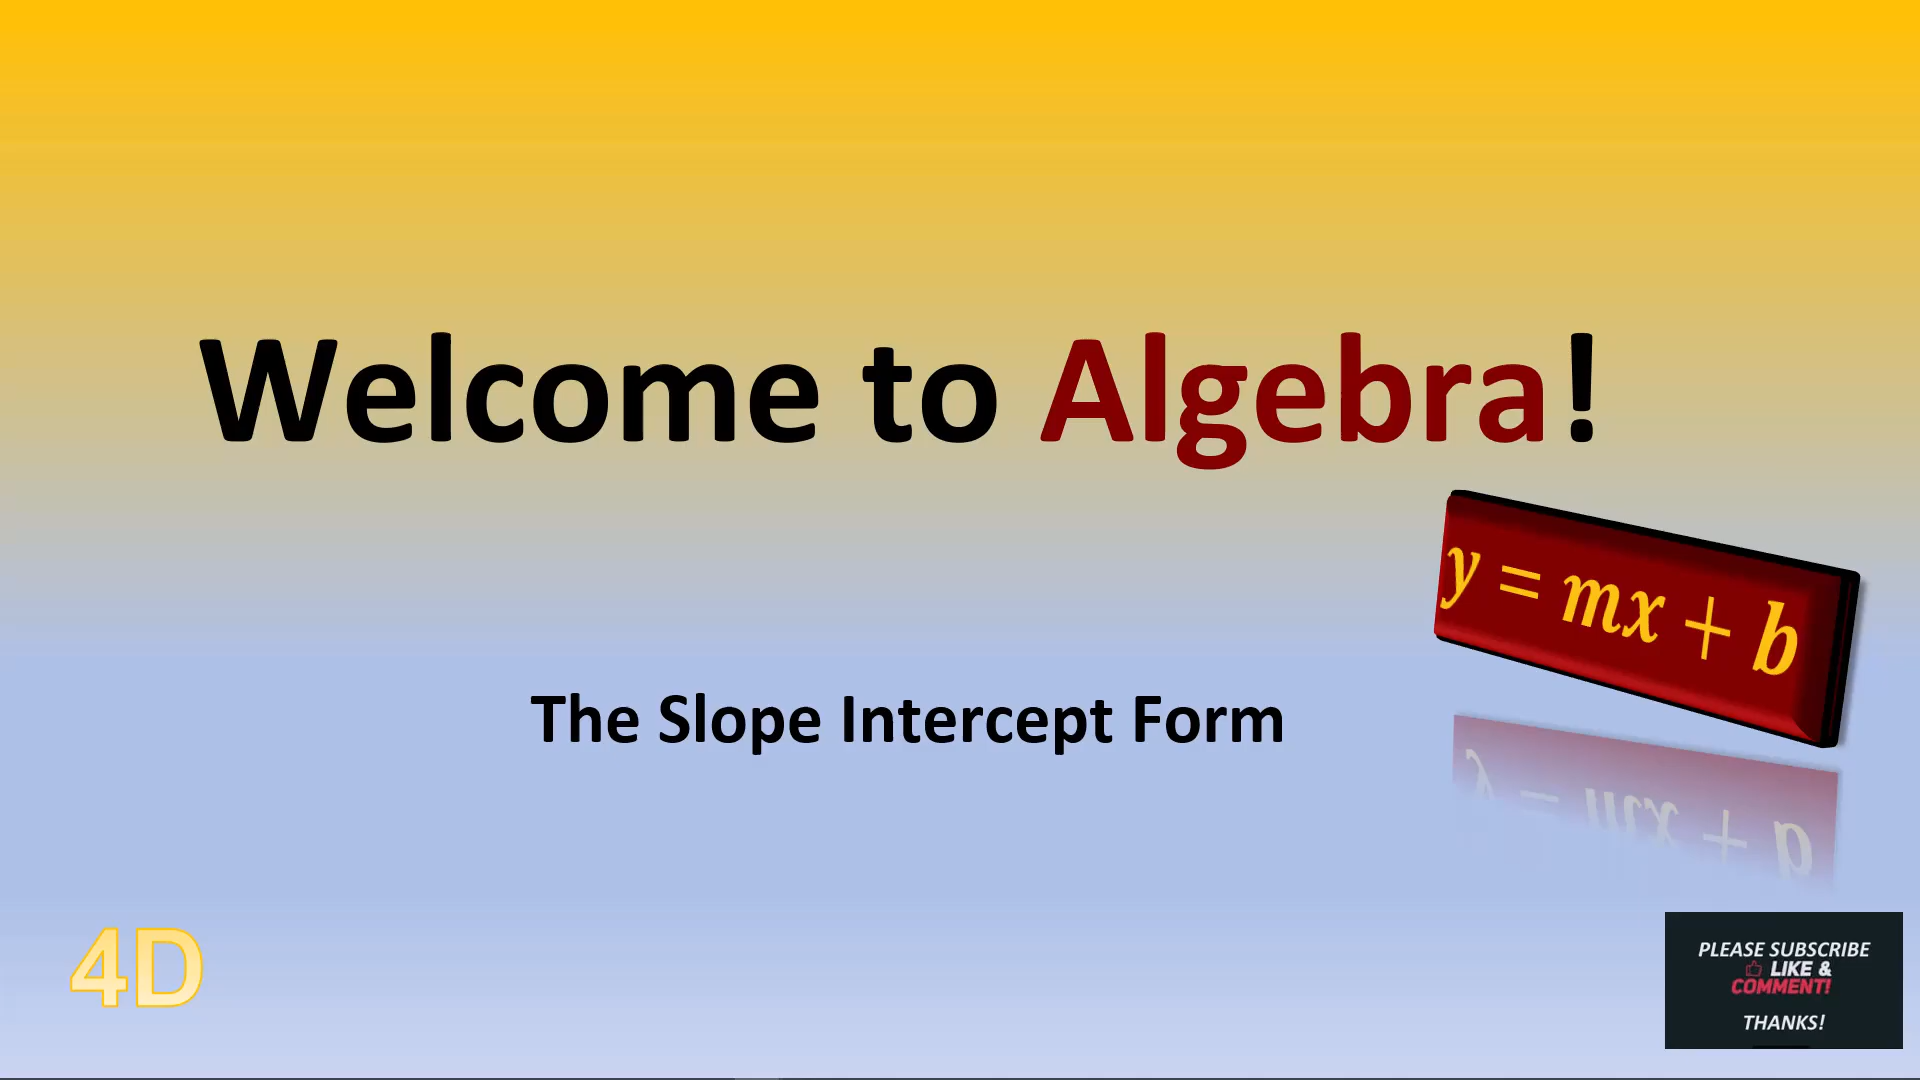 Welcome to Algebra!
y = mx + b
The Slope Intercept Form
4D
PLEASE SUBSCRIBE
LIKE &
COMMENT!
THANKS!